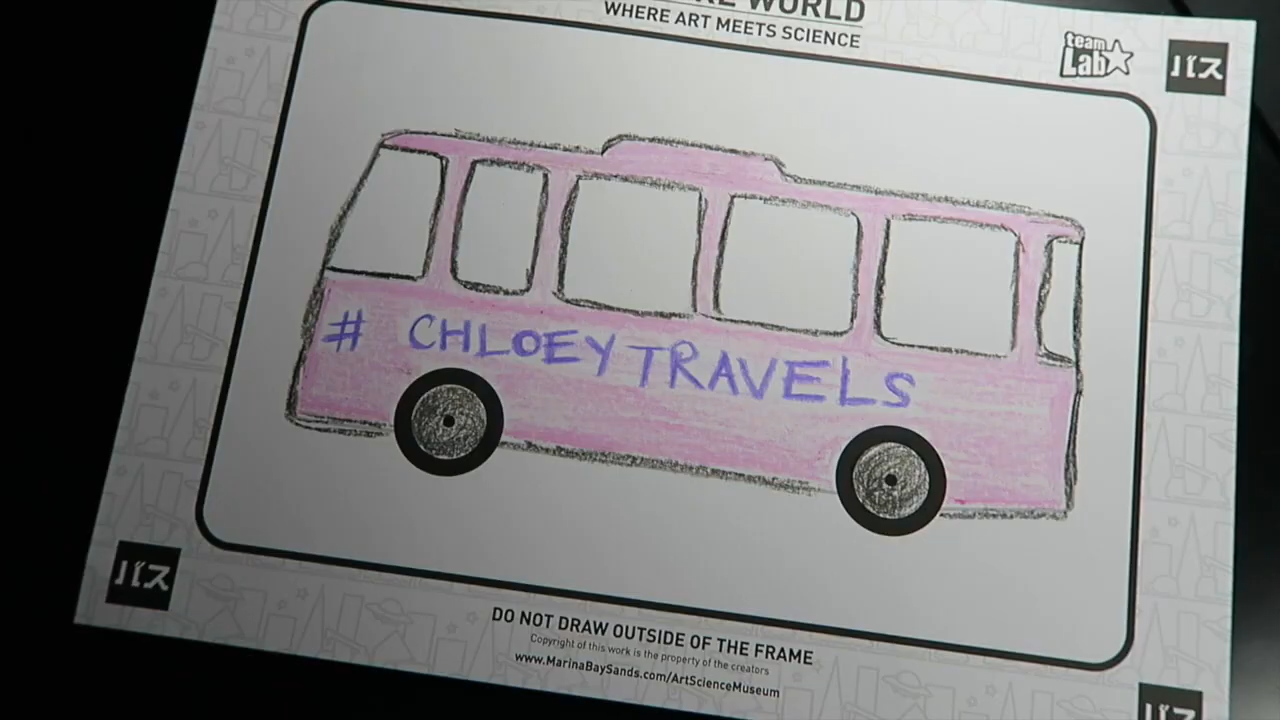 WORLD
WHERE ART MEETS SCIENCE
team
Lab
バス
# CHLOEYTRAVELS
バス
DO NOT DRAW OUTSIDE OF THE FRAME
Copyright of this work is the property of the creators
www.MarinaBaySands.com/ArtScienceMuseum